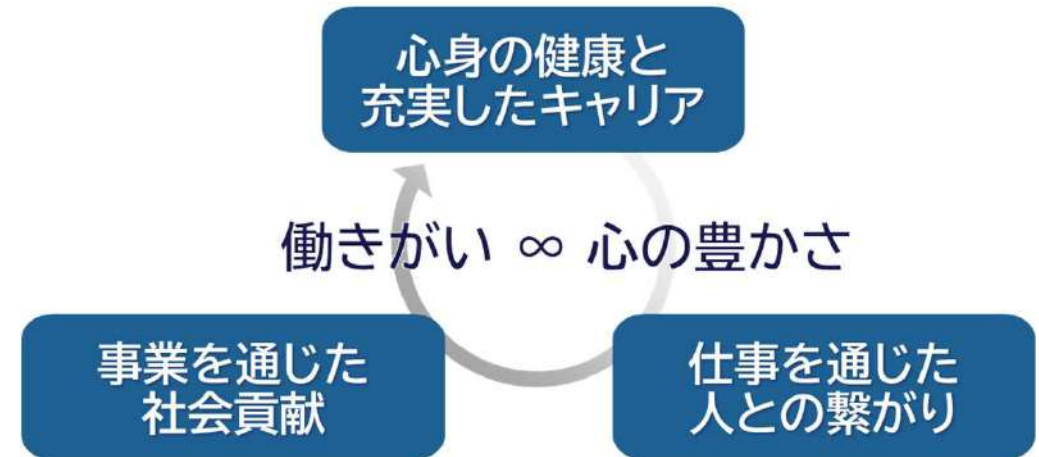 心身の健康と
充実したキャリア
働きがい ∞ 心の豊かさ
事業を通じた
社会貢献
仕事を通じた
人との繋がり